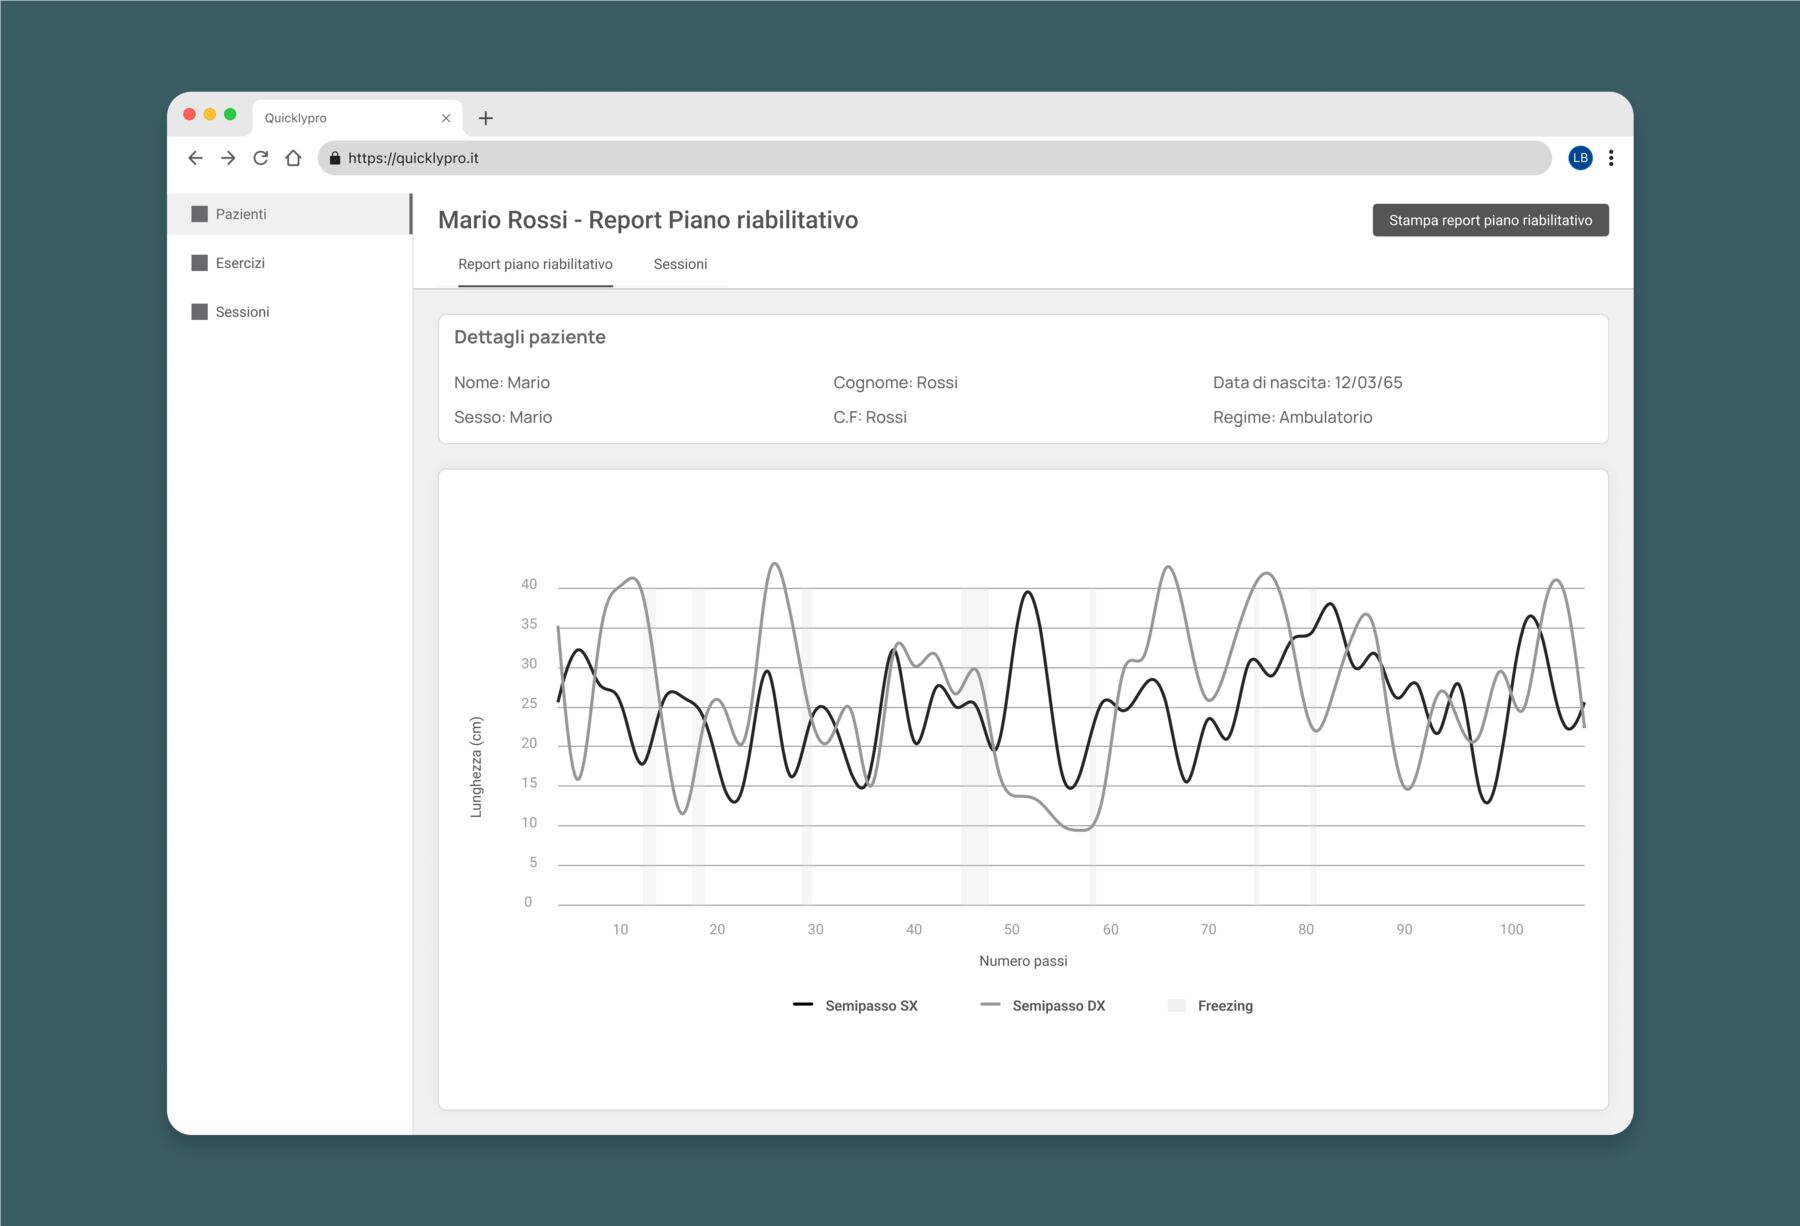 Quicklypro
https://quicklypro.it
LB
Pazienti
Esercizi
Sessioni
Mario Rossi - Report Piano riabilitativo
Stampa report piano riabilitativo
Report piano riabilitativo Sessioni
Dettagli paziente
Nome: Mario Cognome: Rossi Data di nascita: 12/03/65
Sesso: Mario C.F: Rossi Regime: Ambulatorio
Lunghezza (cm)
40
35
30
25
20
15
10
5
0
10 20 30 40 50 60 70 80 90 100
Numero passi
Semipasso SX Semipasso DX Freezing